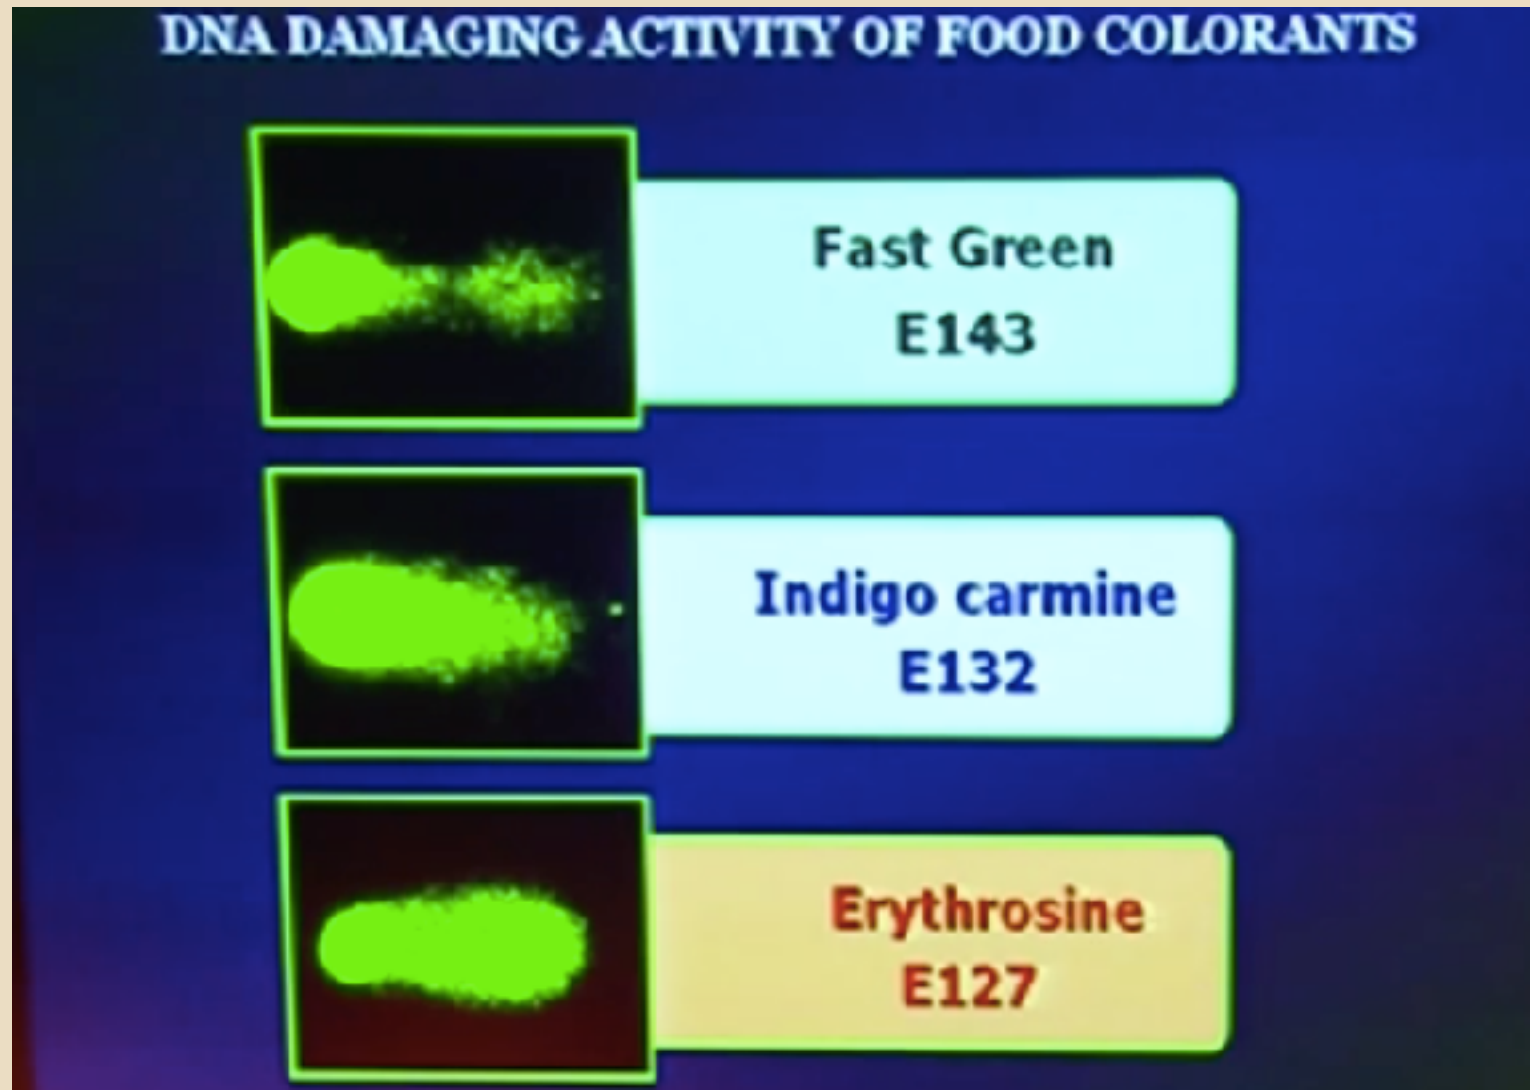 DNA DAMAGING ACTIVITY OF FOOD COLORANTS
Fast Green
E143
Indigo carmine
E132
Erythrosine
E127